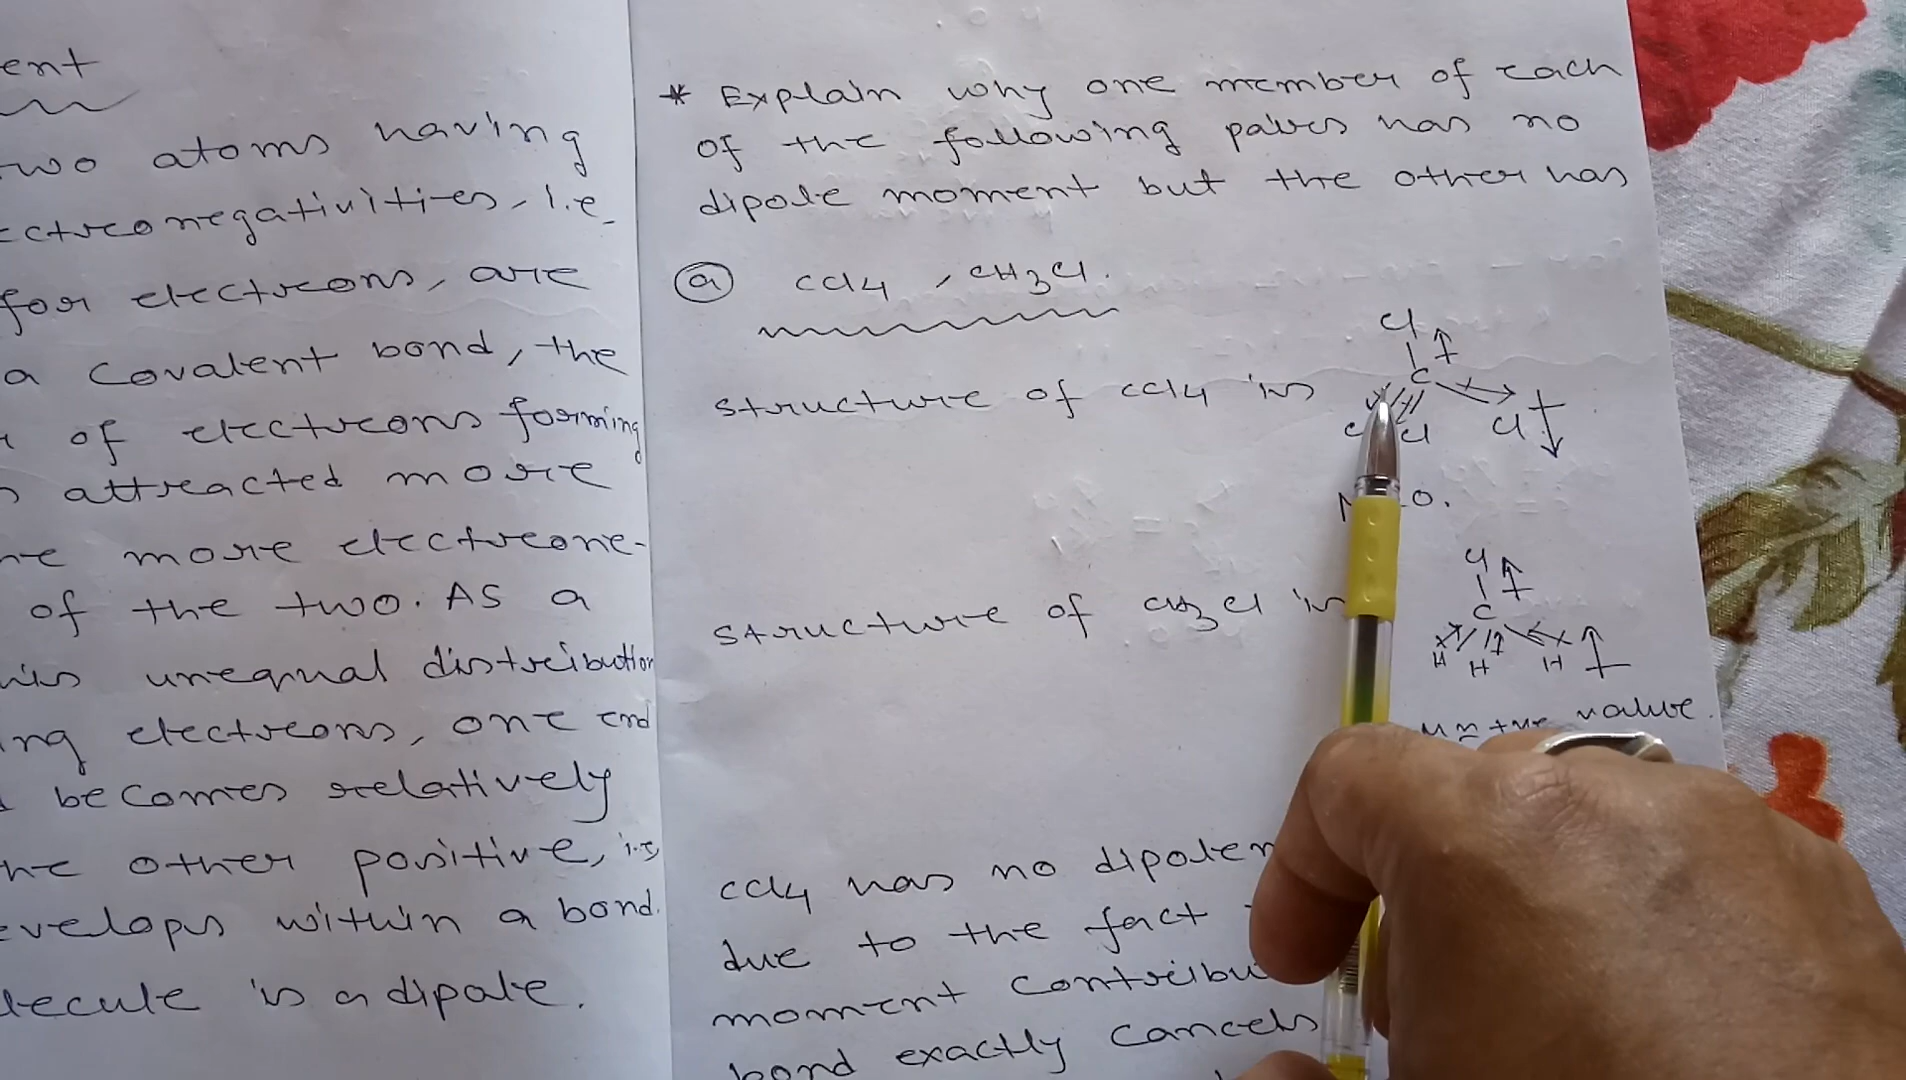 ent
two atoms having
ectronegativities, i.e.
for electrons, are
a covalent bond, the
of electrons forming
attracted more
more electrone-
of the two. As a
unequal distribution
electrons, one end
becomes relatively
other positive, i.e,
within a bond.
is a dipole.
* Explain why one member of each
of the following pairs has no
dipole moment but the other has
(a) CCl4, CH3Cl.
structure of CCl4 is
Cl
C
Cl Cl
structure of CH3Cl is
Cl
C
H H H
μ = +ve value.
CCl4 has no dipole
due to the fact
moment
bond exactly cancels